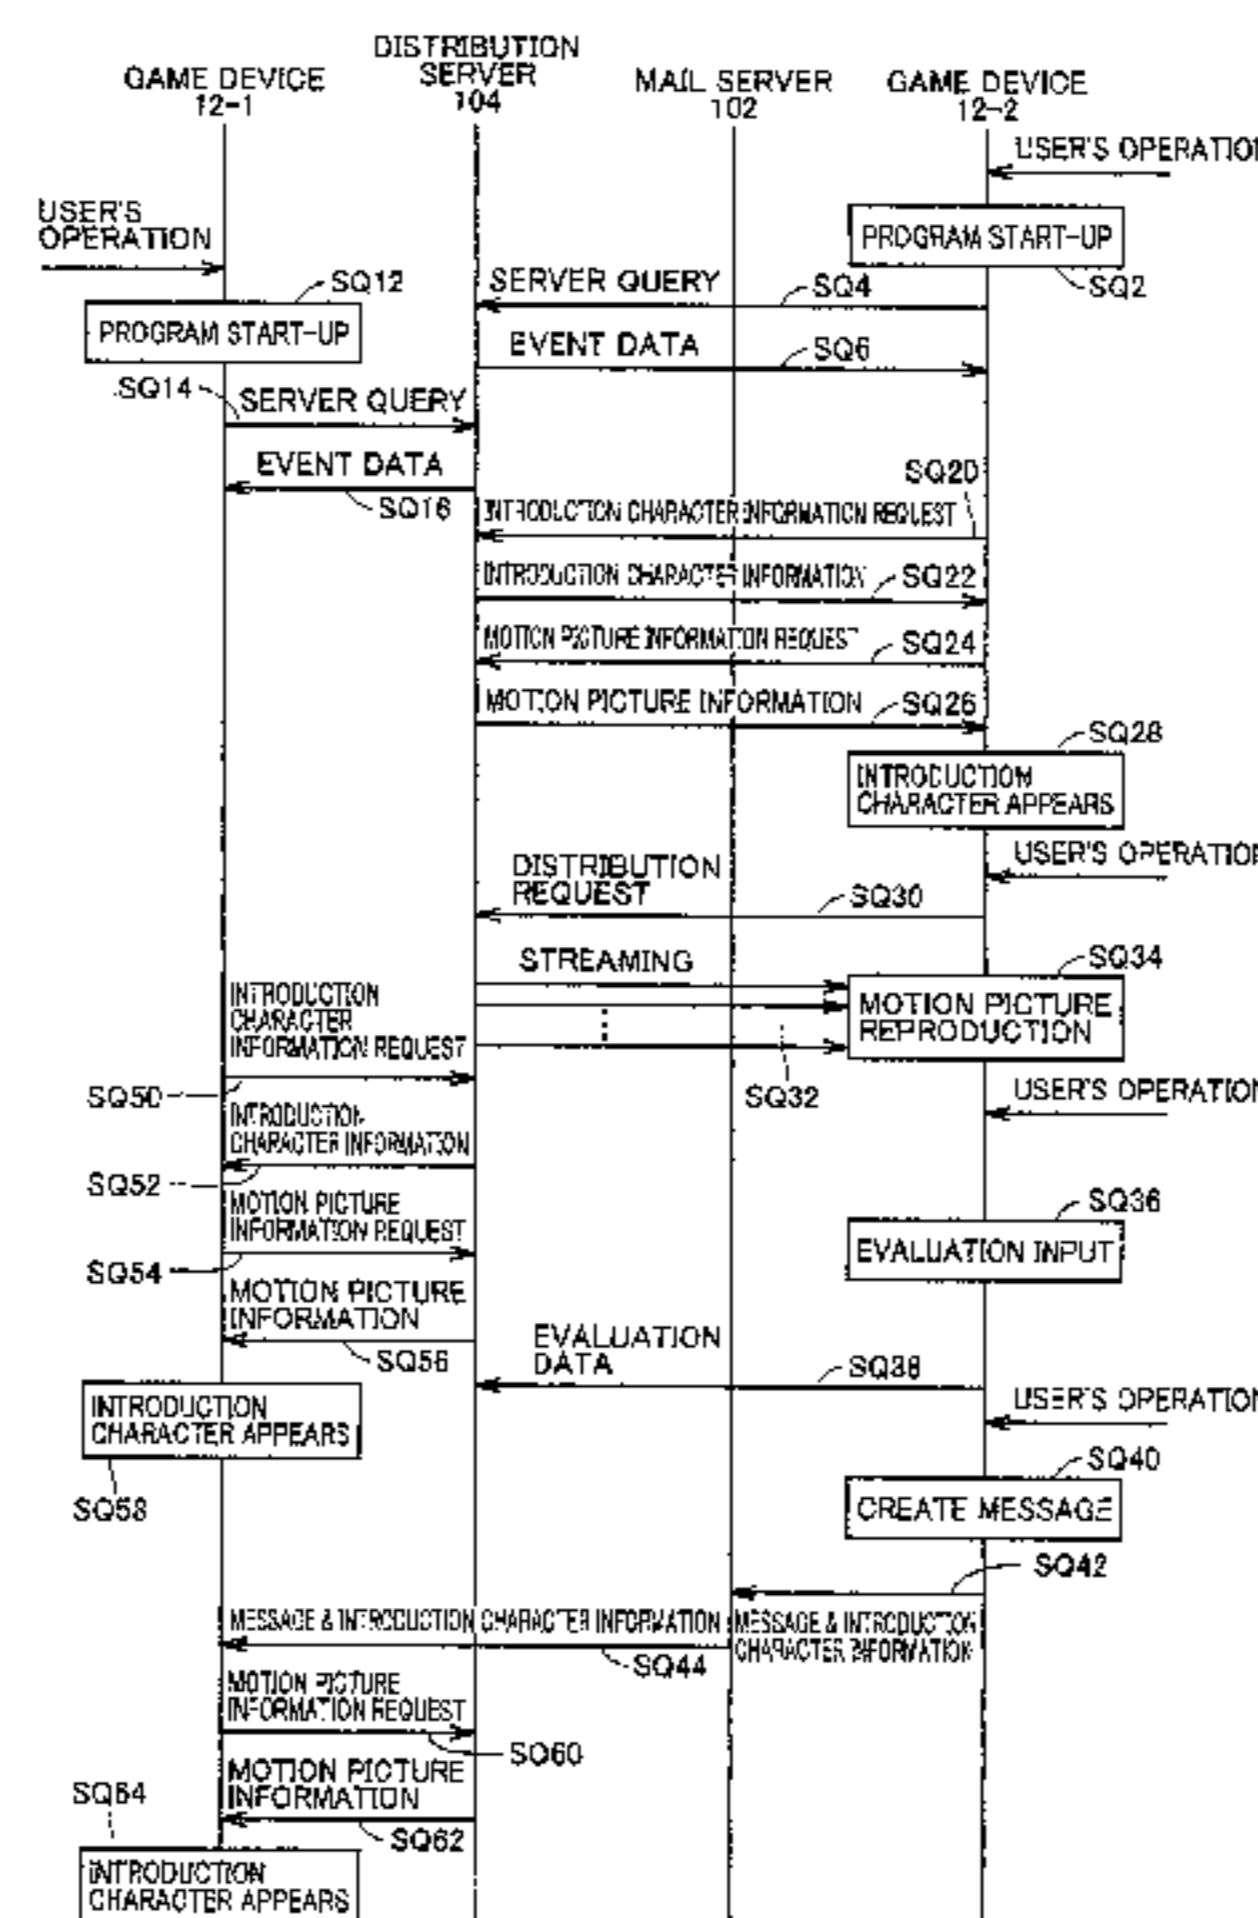 DISTRIBUTION
SERVER
104
GAME DEVICE
12-1
MAIL SERVER
102
GAME DEVICE
12-2
USER'S OPERATION
USER'S
OPERATION
PROGRAM START-UP
SQ2
SQ12
SERVER QUERY
SQ4
PROGRAM START-UP
EVENT DATA
SQ6
SQ14
SERVER QUERY
EVENT DATA
SQ16
SQ20
INTRODUCTION CHARACTER INFORMATION REQUEST
INTRODUCTION CHARACTER INFORMATION
SQ22
MOTION PICTURE INFORMATION REQUEST
SQ24
MOTION PICTURE INFORMATION
SQ26
SQ28
INTRODUCTION
CHARACTER APPEARS
USER'S OPERATION
DISTRIBUTION
REQUEST
SQ30
STREAMING
SQ34
MOTION PICTURE
REPRODUCTION
INTRODUCTION
CHARACTER
INFORMATION REQUEST
SQ50
SQ32
USER'S OPERATION
INTRODUCTION
CHARACTER INFORMATION
SQ52
MOTION PICTURE
INFORMATION REQUEST
SQ36
EVALUATION INPUT
SQ54
MOTION PICTURE
INFORMATION
SQ56
EVALUATION
DATA
SQ38
USER'S OPERATION
INTRODUCTION
CHARACTER APPEARS
SQ58
SQ40
CREATE MESSAGE
SQ42
MESSAGE & INTRODUCTION CHARACTER INFORMATION
MESSAGE & INTRODUCTION
CHARACTER INFORMATION
SQ44
MOTION PICTURE
INFORMATION REQUEST
SQ60
MOTION PICTURE
INFORMATION
SQ62
SQ64
INTRODUCTION
CHARACTER APPEARS